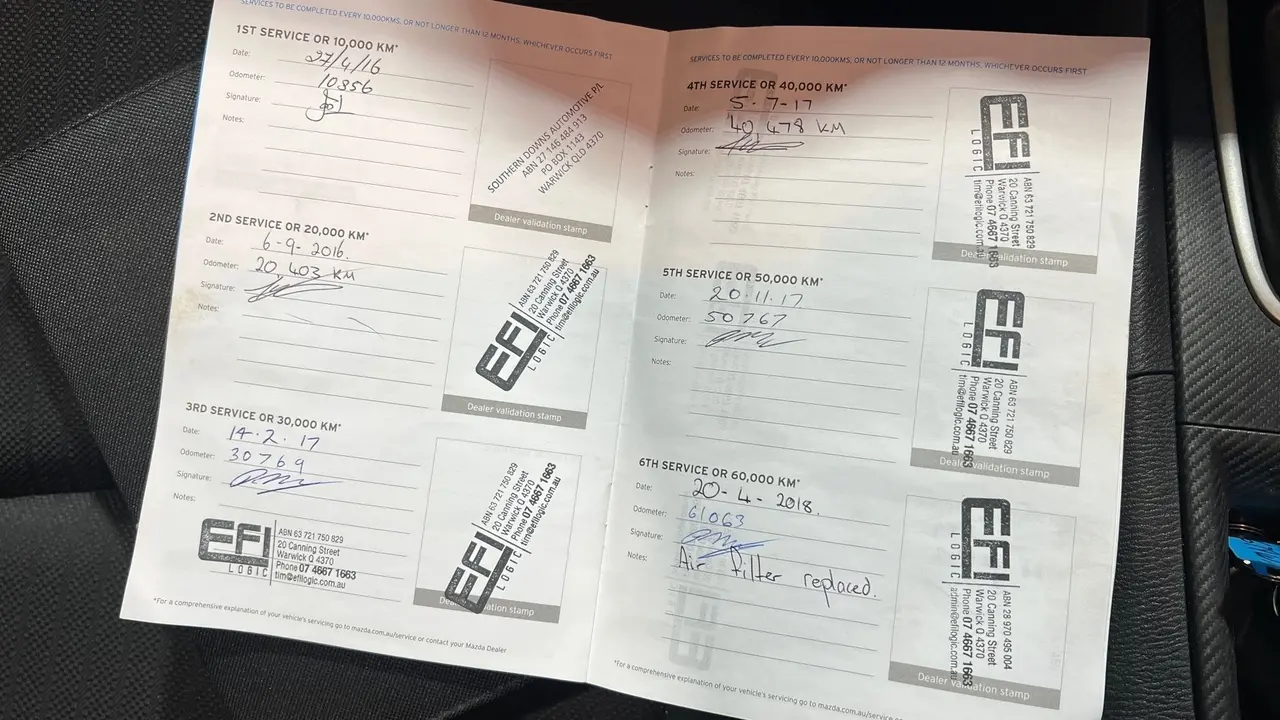 SERVICES TO BE COMPLETED EVERY 10,000KMS, OR NOT LONGER THAN 12 MONTHS, WHICHEVER OCCURS FIRST
1ST SERVICE OR 10,000 KM*
Date: 27/4/16
Odometer: 10856
Signature:
Notes:
SOUTHERN DOWNS AUTOMOTIVE P/L
ABN 27 146 484 913
PO BOX 1143
WARWICK QLD 4370
Dealer validation stamp
2ND SERVICE OR 20,000 KM*
Date: 6-9-2016.
Odometer: 20,403 KM
Signature:
Notes:
EFI
LOGIC
ABN 63 721 750 829
20 Canning Street
Warwick Q 4370
Phone 07 4667 1663
tim@efilogic.com.au
Dealer validation stamp
3RD SERVICE OR 30,000 KM*
Date: 14.2.17
Odometer: 30769
Signature:
Notes:
EFI
LOGIC
ABN 63 721 750 829
20 Canning Street
Warwick Q 4370
Phone 07 4667 1663
tim@efilogic.com.au
EFI
LOGIC
ABN 63 721 750 829
20 Canning Street
Warwick Q 4370
Phone 07 4667 1663
tim@efilogic.com.au
Dealer validation stamp
*For a comprehensive explanation of your vehicle's servicing go to mazda.com.au/service or contact your Mazda Dealer
SERVICES TO BE COMPLETED EVERY 10,000KMS, OR NOT LONGER THAN 12 MONTHS, WHICHEVER OCCURS FIRST
4TH SERVICE OR 40,000 KM*
Date: 5-7-17
Odometer: 40,478 KM
Signature:
Notes:
EFI
LOGIC
ABN 63 721 750 829
20 Canning Street
Warwick Q 4370
Phone 07 4667 1663
tim@efilogic.com.au
Dealer validation stamp
5TH SERVICE OR 50,000 KM*
Date: 20.11.17
Odometer: 50767
Signature:
Notes:
EFI
LOGIC
ABN 63 721 750 829
20 Canning Street
Warwick Q 4370
Phone 07 4667 1663
tim@efilogic.com.au
Dealer validation stamp
6TH SERVICE OR 60,000 KM*
Date: 20-4-2018.
Odometer: 61063
Signature:
Notes: Air filter replaced.
EFI
LOGIC
ABN 28 970 495 004
20 Canning Street
Warwick Q 4370
Phone 07 4667 1663
admin@efilogic.com.au
Dealer validation stamp
*For a comprehensive explanation of your vehicle's servicing go to mazda.com.au/service or